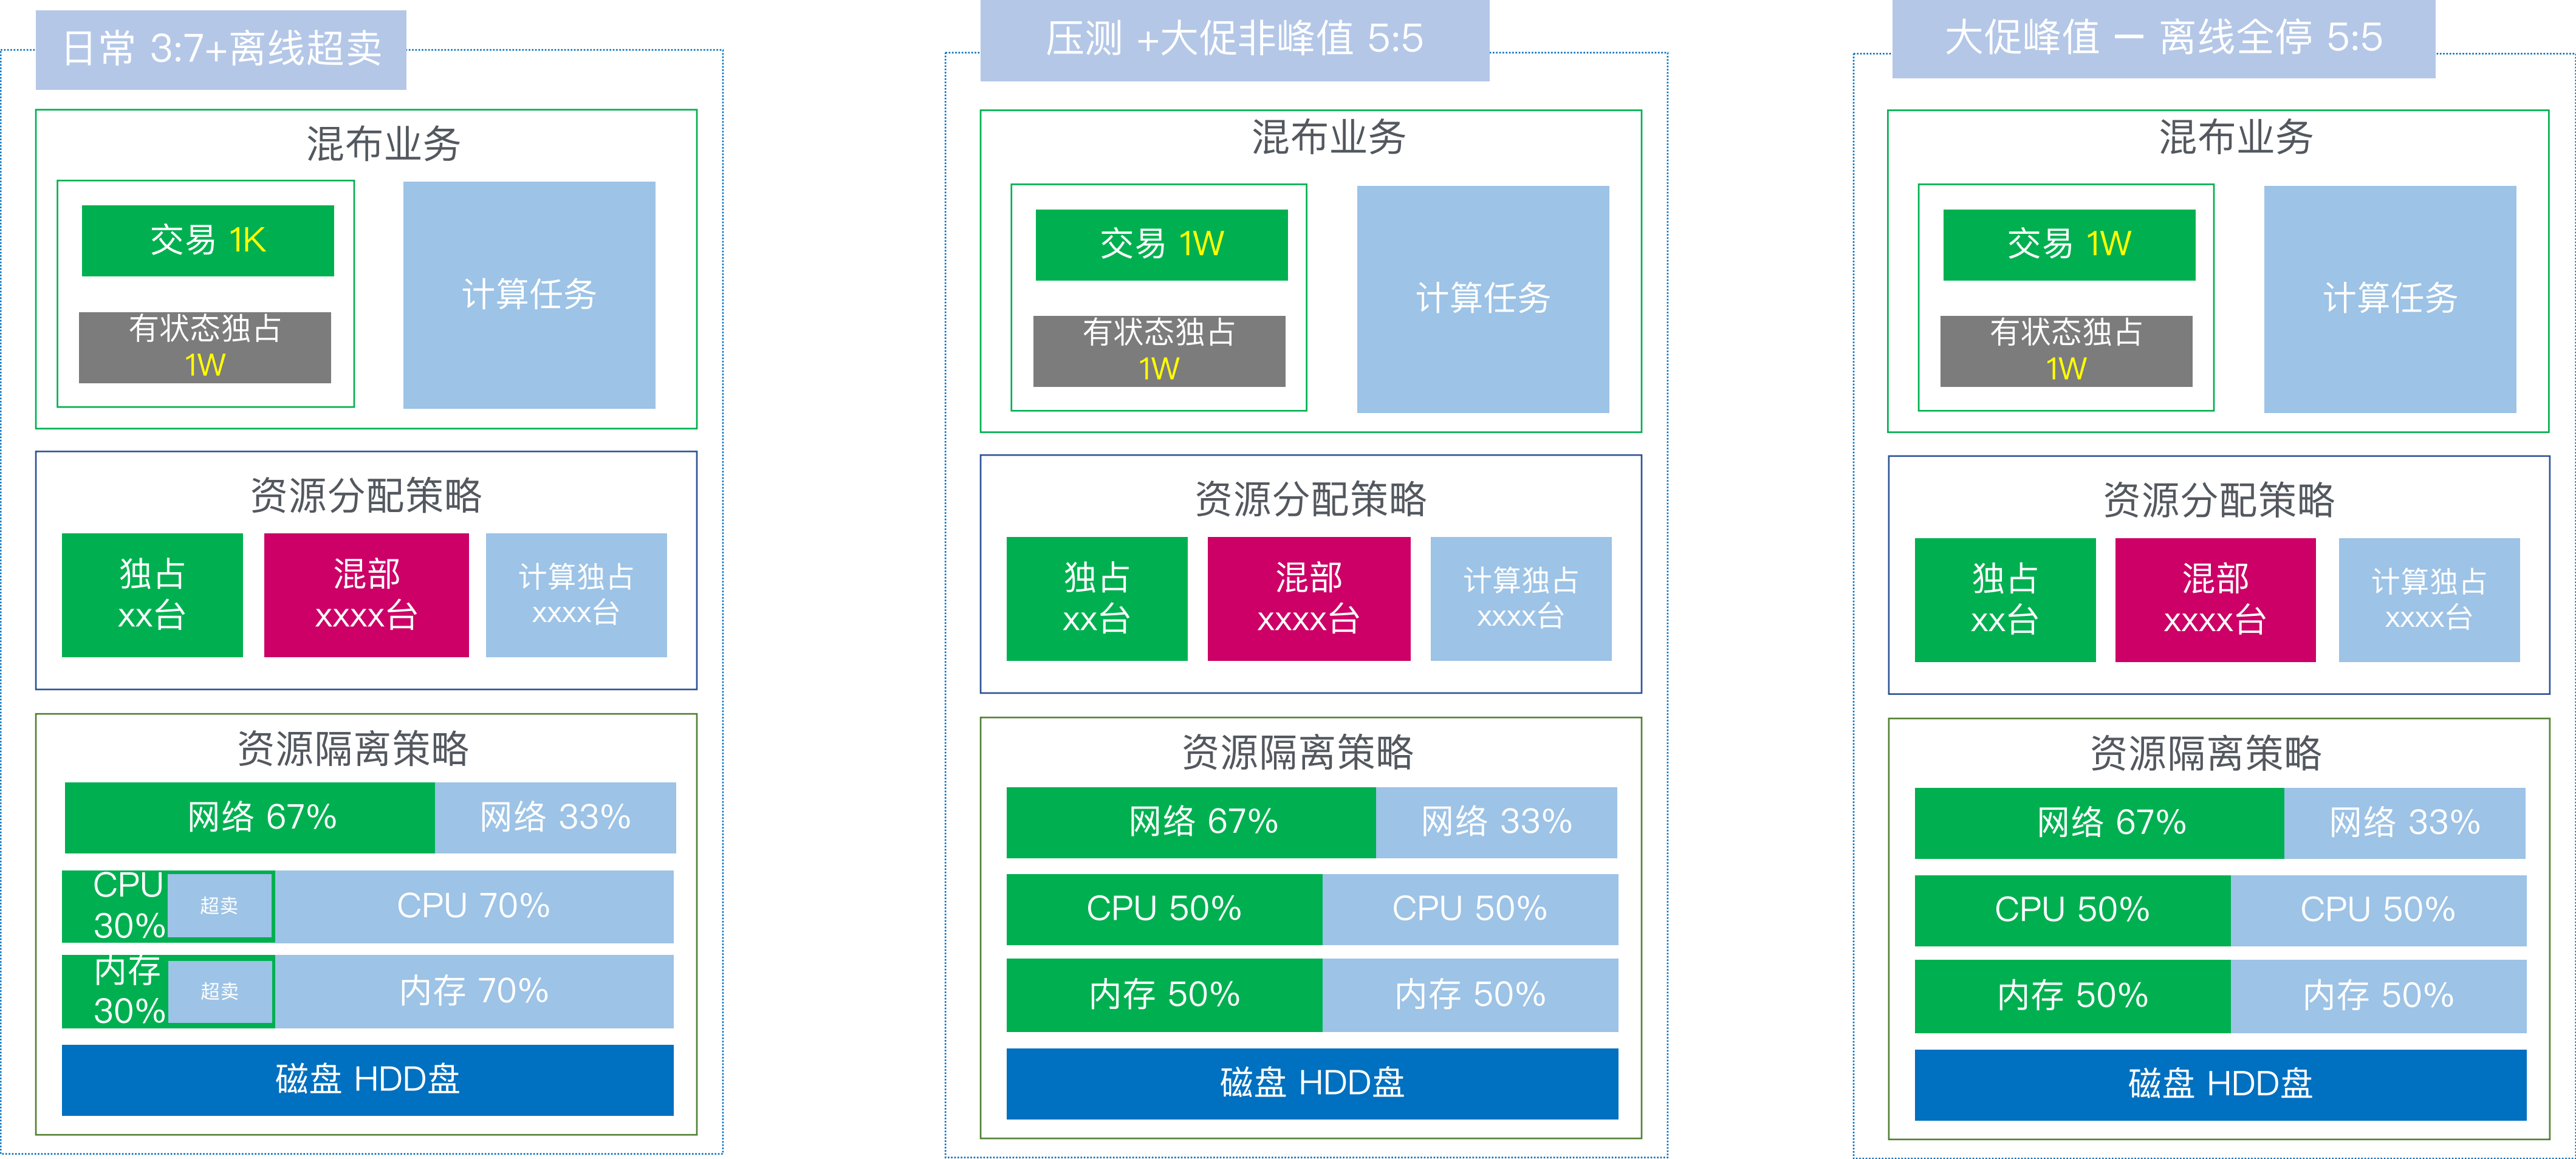 日常 3:7+离线超卖
混布业务
交易 1K
有状态独占
1W
计算任务
资源分配策略
独占
xx台
混部
xxxx台
计算独占
xxxx台
资源隔离策略
网络 67%
网络 33%
CPU
30%
超卖
CPU 70%
内存
30%
超卖
内存 70%
磁盘 HDD盘
压测 +大促非峰值 5:5
混布业务
交易 1W
有状态独占
1W
计算任务
资源分配策略
独占
xx台
混部
xxxx台
计算独占
xxxx台
资源隔离策略
网络 67%
网络 33%
CPU 50%
CPU 50%
内存 50%
内存 50%
磁盘 HDD盘
大促峰值 － 离线全停 5:5
混布业务
交易 1W
有状态独占
1W
计算任务
资源分配策略
独占
xx台
混部
xxxx台
计算独占
xxxx台
资源隔离策略
网络 67%
网络 33%
CPU 50%
CPU 50%
内存 50%
内存 50%
磁盘 HDD盘